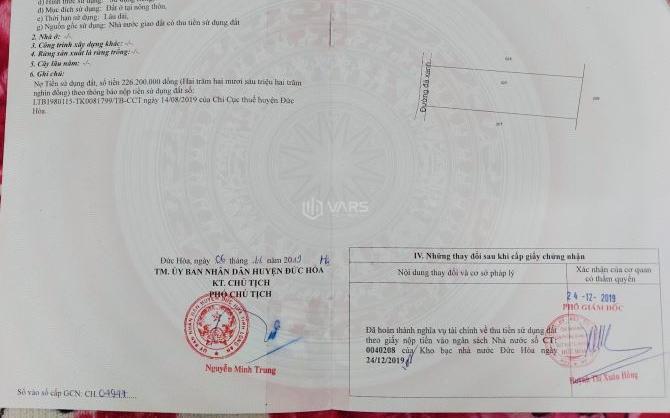 đ) Mục đích sử dụng: Đất ở tại nông thôn,
e) Thời hạn sử dụng: Lâu dài,
g) Nguồn gốc sử dụng: Nhà nước giao đất có thu tiền sử dụng đất
2. Nhà ở: -/-
3. Công trình xây dựng khác: -/-
4. Rừng sản xuất là rừng trồng: -/-
5. Cây lâu năm: -/-
6. Ghi chú:
Nợ Tiền sử dụng đất, số tiền 226.200.000 đồng (Hai trăm hai mươi sáu triệu hai trăm
nghìn đồng) theo thông báo nộp tiền sử dụng đất số:
LTB1980115-TK0081799/TB-CCT ngày 14/08/2019 của Chi Cục thuế huyện Đức
Hòa.
Đường đá xanh
VARS
Đức Hòa, ngày 06 tháng 11 năm 2019
TM. ỦY BAN NHÂN DÂN HUYỆN ĐỨC HÒA
KT. CHỦ TỊCH
PHÓ CHỦ TỊCH
Nguyễn Minh Trung
Số vào sổ cấp GCN: CH
IV. Những thay đổi sau khi cấp giấy chứng nhận
Nội dung thay đổi và cơ sở pháp lý
Xác nhận của cơ quan
có thẩm quyền
24-12-2019
PHÓ GIÁM ĐỐC
Đã hoàn thành nghĩa vụ tài chính về thu tiền sử dụng đất
theo giấy nộp tiền vào ngân sách Nhà nước số CT:
0040208 của Kho bạc nhà nước Đức Hòa ngày
24/12/2019
Huỳnh Thị Xuân Hồng